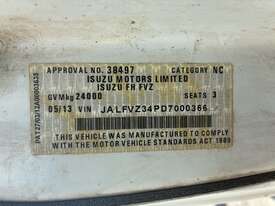 APPROVAL NO. 38497 CATEGORY NC
ISUZU MOTORS LIMITED
ISUZU FH FVZ
GVMkg 24000 SEATS 3
05/13 VIN JALFVZ34PD7000366
THIS VEHICLE WAS MANUFACTURED TO COMPLY
WITH THE MOTOR VEHICLE STANDARDS ACT 1989